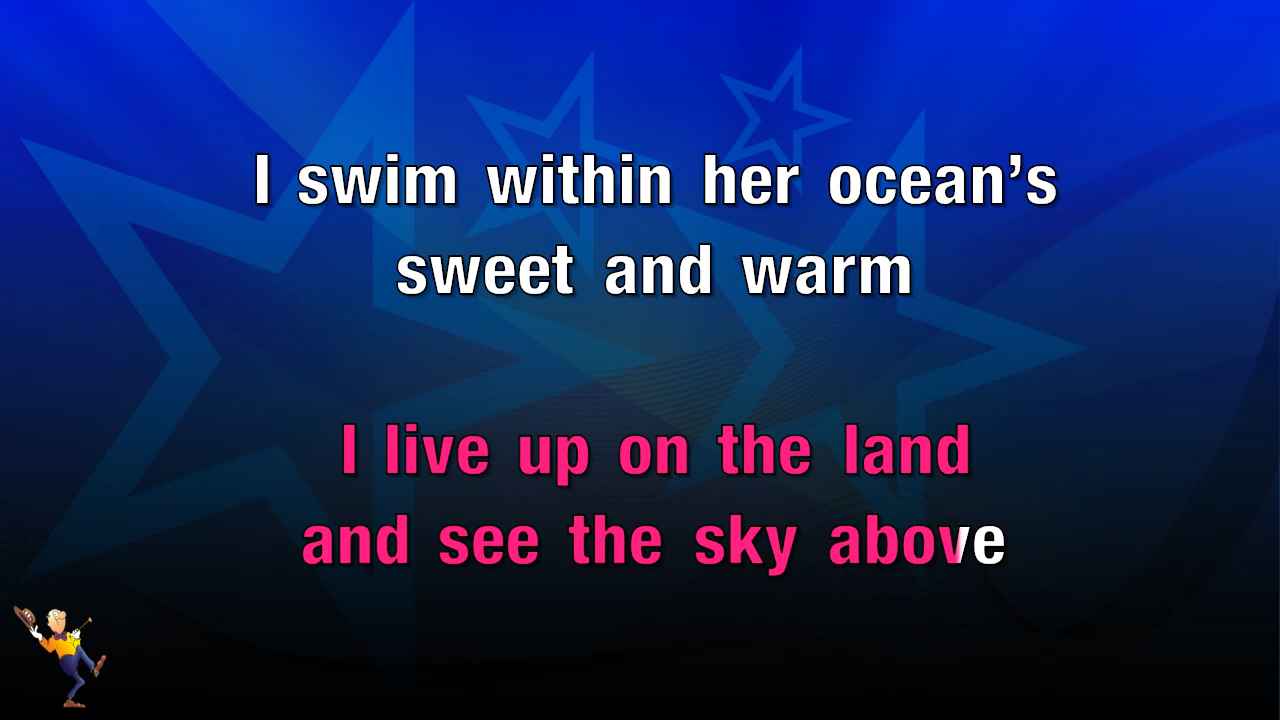 I swim within her ocean’s
sweet and warm
I live up on the land
and see the sky above